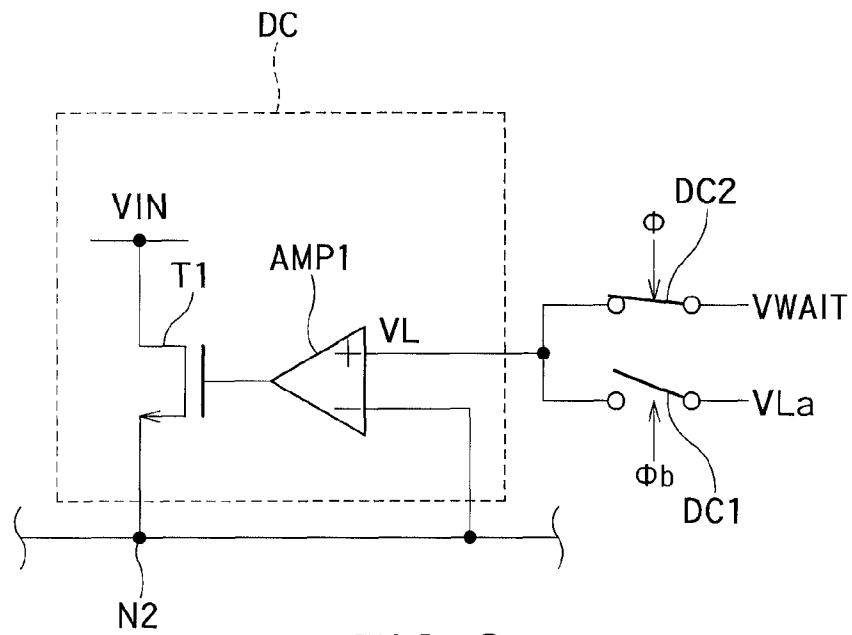 DC
VIN
T1
AMP1
VL
+
−
Φ
DC2
VWAIT
VLa
Φb
DC1
N2